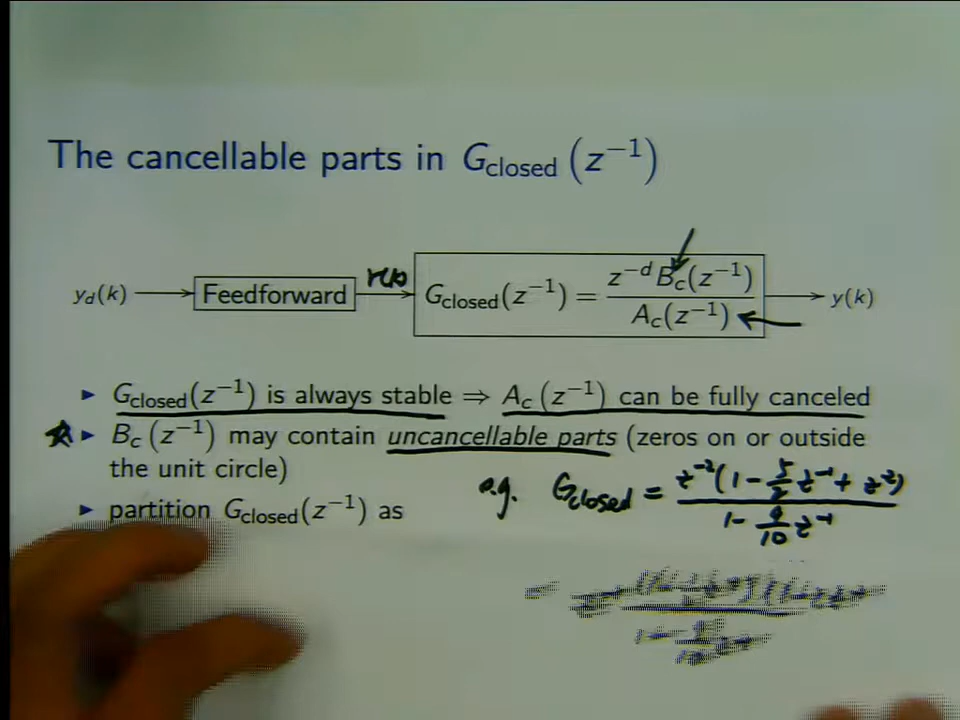 The cancellable parts in G_closed (z⁻¹)
y_d(k) Feedforward r(k) G_closed(z⁻¹) = z⁻ᵈ B_c(z⁻¹) / A_c(z⁻¹) y(k)
▸ G_closed(z⁻¹) is always stable ⇒ A_c (z⁻¹) can be fully canceled
▸ B_c (z⁻¹) may contain uncancellable parts (zeros on or outside
the unit circle)
▸ partition G_closed(z⁻¹) as
e.g. G_closed = z⁻²(1 - 5/2 z⁻¹ + z⁻²) / 1 - 9/10 z⁻¹